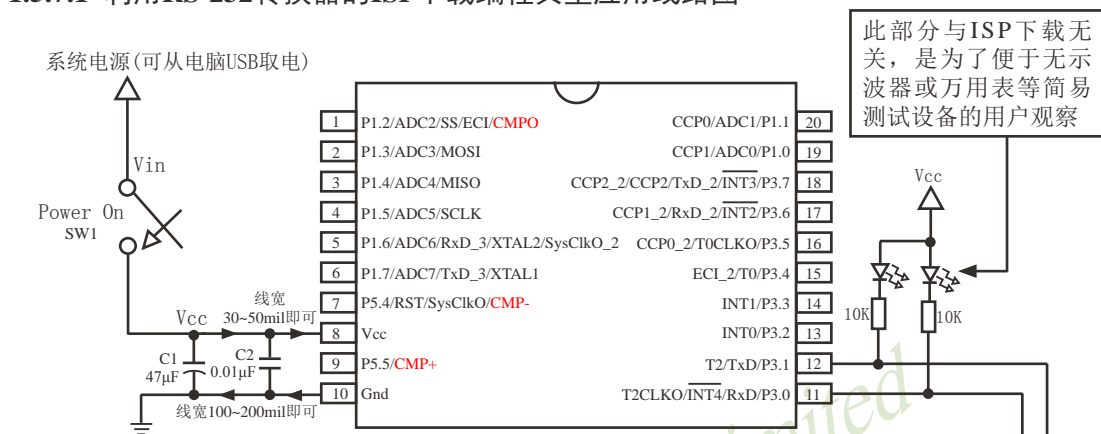 系统电源(可从电脑USB取电)
此部分与ISP下载无
关，是为了便于无示
波器或万用表等简易
测试设备的用户观察
Vin
Power On
SW1
Vcc
线宽
30~50mil即可
C1
47μF
C2
0.01μF
线宽100~200mil即可
1 P1.2/ADC2/SS/ECI/CMPO
2 P1.3/ADC3/MOSI
3 P1.4/ADC4/MISO
4 P1.5/ADC5/SCLK
5 P1.6/ADC6/RxD_3/XTAL2/SysClkO_2
6 P1.7/ADC7/TxD_3/XTAL1
7 P5.4/RST/SysClkO/CMP-
8 Vcc
9 P5.5/CMP+
10 Gnd
CCP0/ADC1/P1.1 20
CCP1/ADC0/P1.0 19
CCP2_2/CCP2/TxD_2/INT3/P3.7 18
CCP1_2/RxD_2/INT2/P3.6 17
CCP0_2/T0CLKO/P3.5 16
ECI_2/T0/P3.4 15
INT1/P3.3 14
INT0/P3.2 13
T2/TxD/P3.1 12
T2CLKO/INT4/RxD/P3.0 11
Vcc
10K
10K